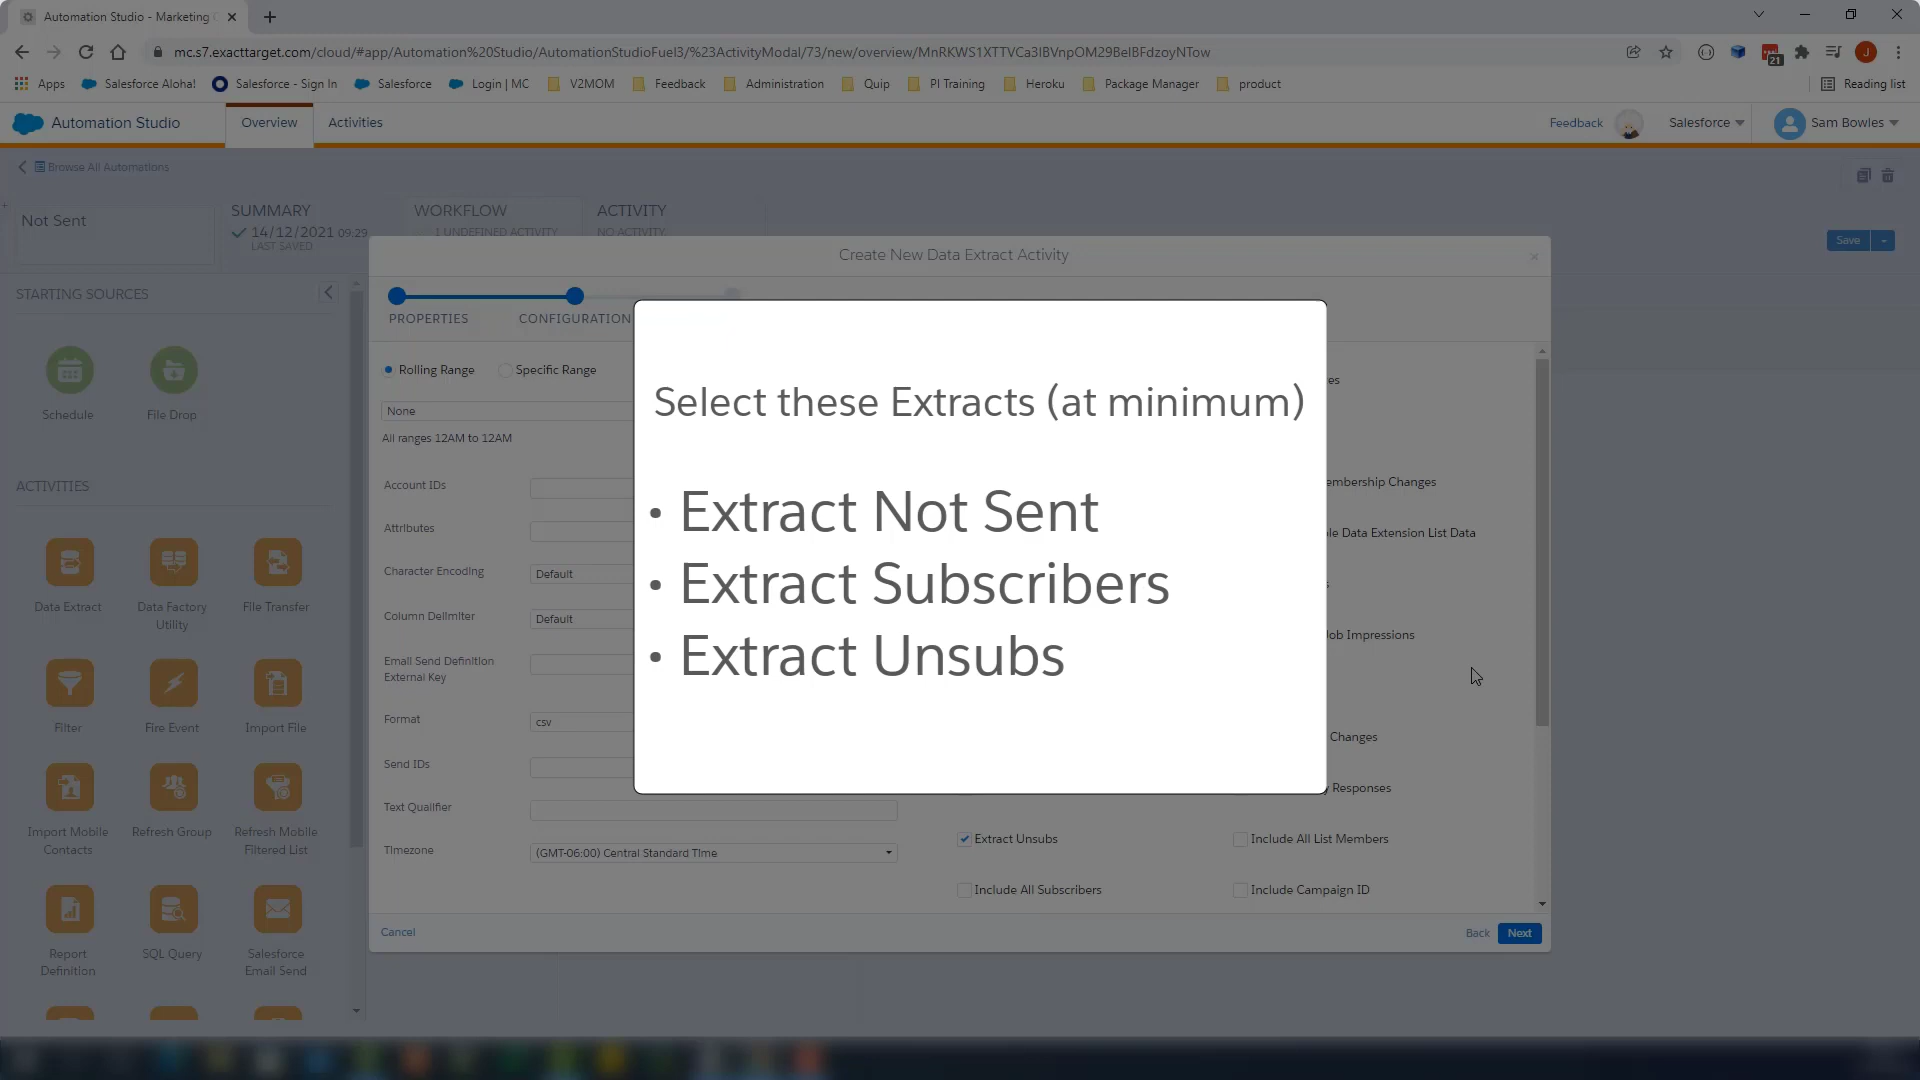 Automation Studio - Marketing
mc.s7.exacttarget.com/cloud/#app/Automation%20Studio/AutomationStudioFuel3/%23ActivityModal/73/new/overview/MnRKWS1XTTVCa3lBVnpOM29BelBFdzoyNTow
21
J
Apps
Salesforce Aloha!
Salesforce - Sign In
Salesforce
Login | MC
V2MOM
Feedback
Administration
Quip
PI Training
Heroku
Package Manager
product
Reading list
Automation Studio
Overview
Activities
Feedback
Salesforce
Sam Bowles
Browse All Automations
Not Sent
SUMMARY
14/12/2021 09:29
LAST SAVED
WORKFLOW
1 UNDEFINED ACTIVITY
ACTIVITY
NO ACTIVITY
Save
Create New Data Extract Activity
PROPERTIES
CONFIGURATION
STARTING SOURCES
Schedule
File Drop
ACTIVITIES
Data Extract
Data Factory
Utility
File Transfer
Filter
Fire Event
Import File
Import Mobile
Contacts
Refresh Group
Refresh Mobile
Filtered List
Report
Definition
SQL Query
Salesforce
Email Send
Rolling Range
Specific Range
None
All ranges 12AM to 12AM
Account IDs
Attributes
Character Encoding
Default
Column Delimiter
Default
Email Send Definition
External Key
Format
csv
Send IDs
Text Qualifier
Timezone
(GMT-06:00) Central Standard Time
Select these Extracts (at minimum)
• Extract Not Sent
• Extract Subscribers
• Extract Unsubs
es
embership Changes
le Data Extension List Data
Job Impressions
Changes
y Responses
Extract Unsubs
Include All List Members
Include All Subscribers
Include Campaign ID
Cancel
Back
Next